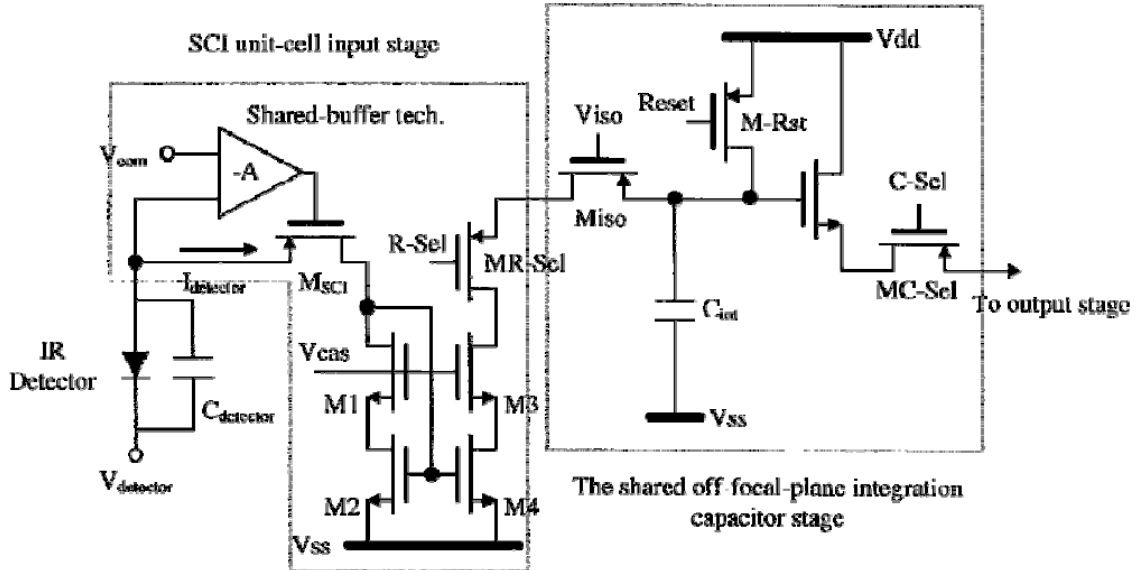 SCI unit-cell input stage
Vdd
Shared-buffer tech.
Reset
M-Rst
Viso
Vcom
-A
C-Sel
Miso
R-Sel
MR-Sel
Idetector
MSCI
MC-Sel
To output stage
Cint
IR
Detector
Vcas
Cdetector
M1
M3
Vss
Vdetector
M2
M4
The shared off focal-plane integration
capacitor stage
Vss